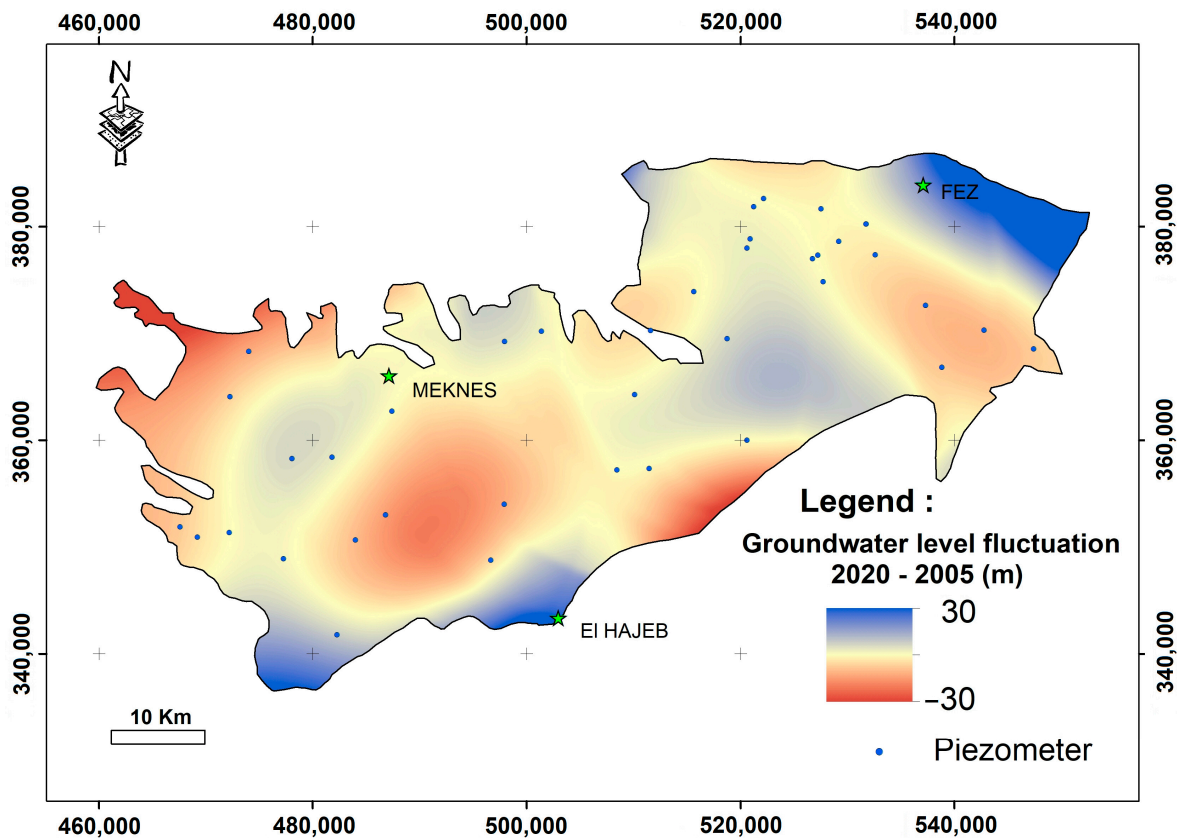 460,000 480,000 500,000 520,000 540,000
N
380,000 380,000
FEZ
MEKNES
360,000 360,000
Legend :
Groundwater level fluctuation
2020 - 2005 (m)
30
El HAJEB
340,000 340,000
−30
10 Km
Piezometer
460,000 480,000 500,000 520,000 540,000